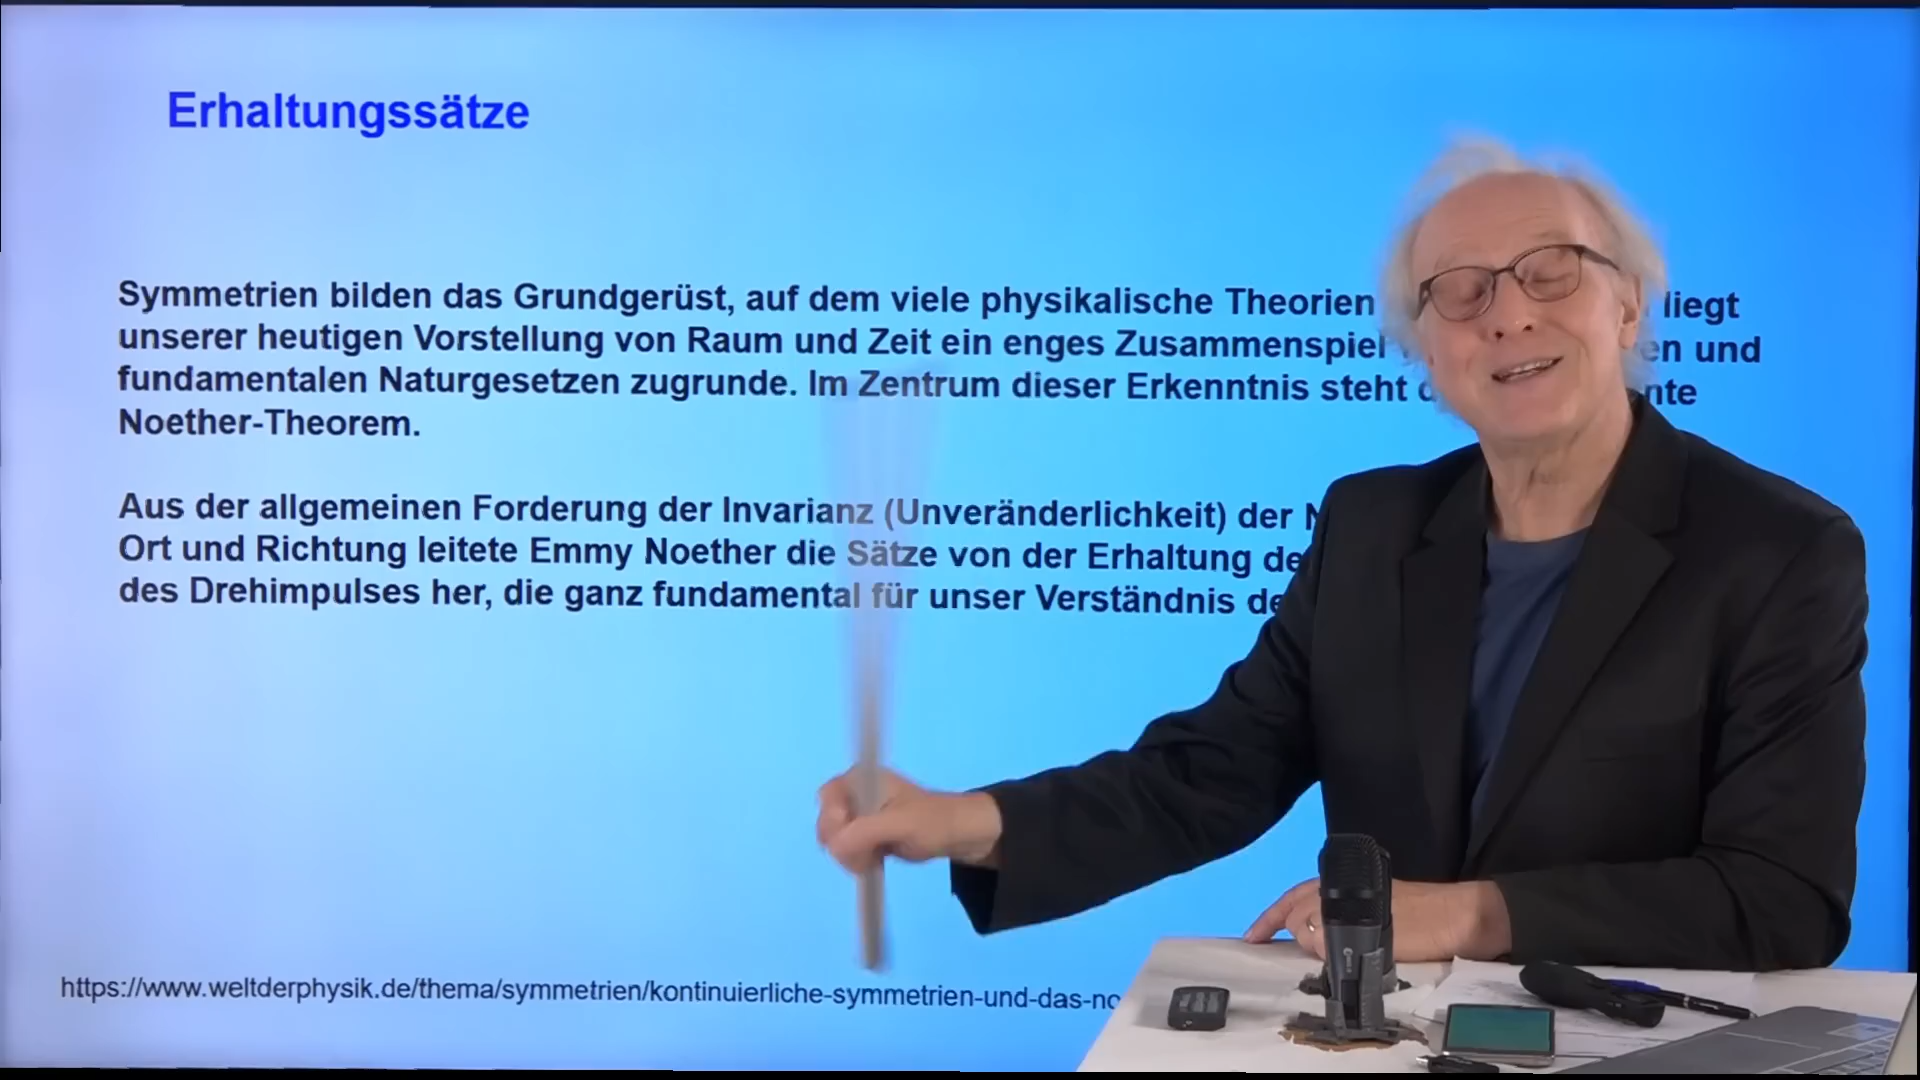 Erhaltungssätze
Symmetrien bilden das Grundgerüst, auf dem viele physikalische Theorien liegt
unserer heutigen Vorstellung von Raum und Zeit ein enges Zusammenspiel und
fundamentalen Naturgesetzen zugrunde. Im Zentrum dieser Erkenntnis steht
Noether-Theorem.
Aus der allgemeinen Forderung der Invarianz (Unveränderlichkeit) der
Ort und Richtung leitete Emmy Noether die Sätze von der Erhaltung
des Drehimpulses her, die ganz fundamental für unser Verständnis
https://www.weltderphysik.de/thema/symmetrien/kontinuierliche-symmetrien-und-das-no